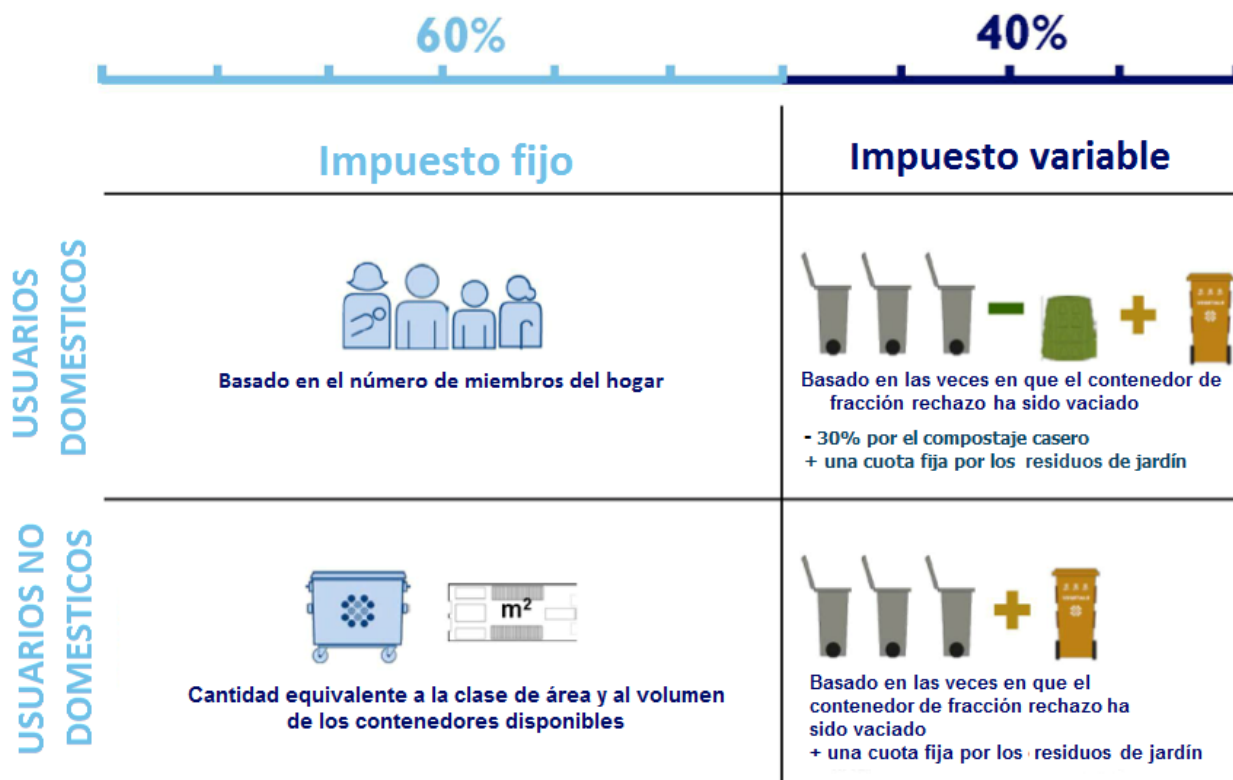 60%
40%
Impuesto fijo
Impuesto variable
USUARIOS
DOMESTICOS
Basado en el número de miembros del hogar
Basado en las veces en que el contenedor de
fracción rechazo ha sido vaciado
- 30% por el compostaje casero
+ una cuota fija por los residuos de jardín
USUARIOS NO
DOMESTICOS
m²
Cantidad equivalente a la clase de área y al volumen
de los contenedores disponibles
Basado en las veces en que el
contenedor de fracción rechazo ha
sido vaciado
+ una cuota fija por los residuos de jardín